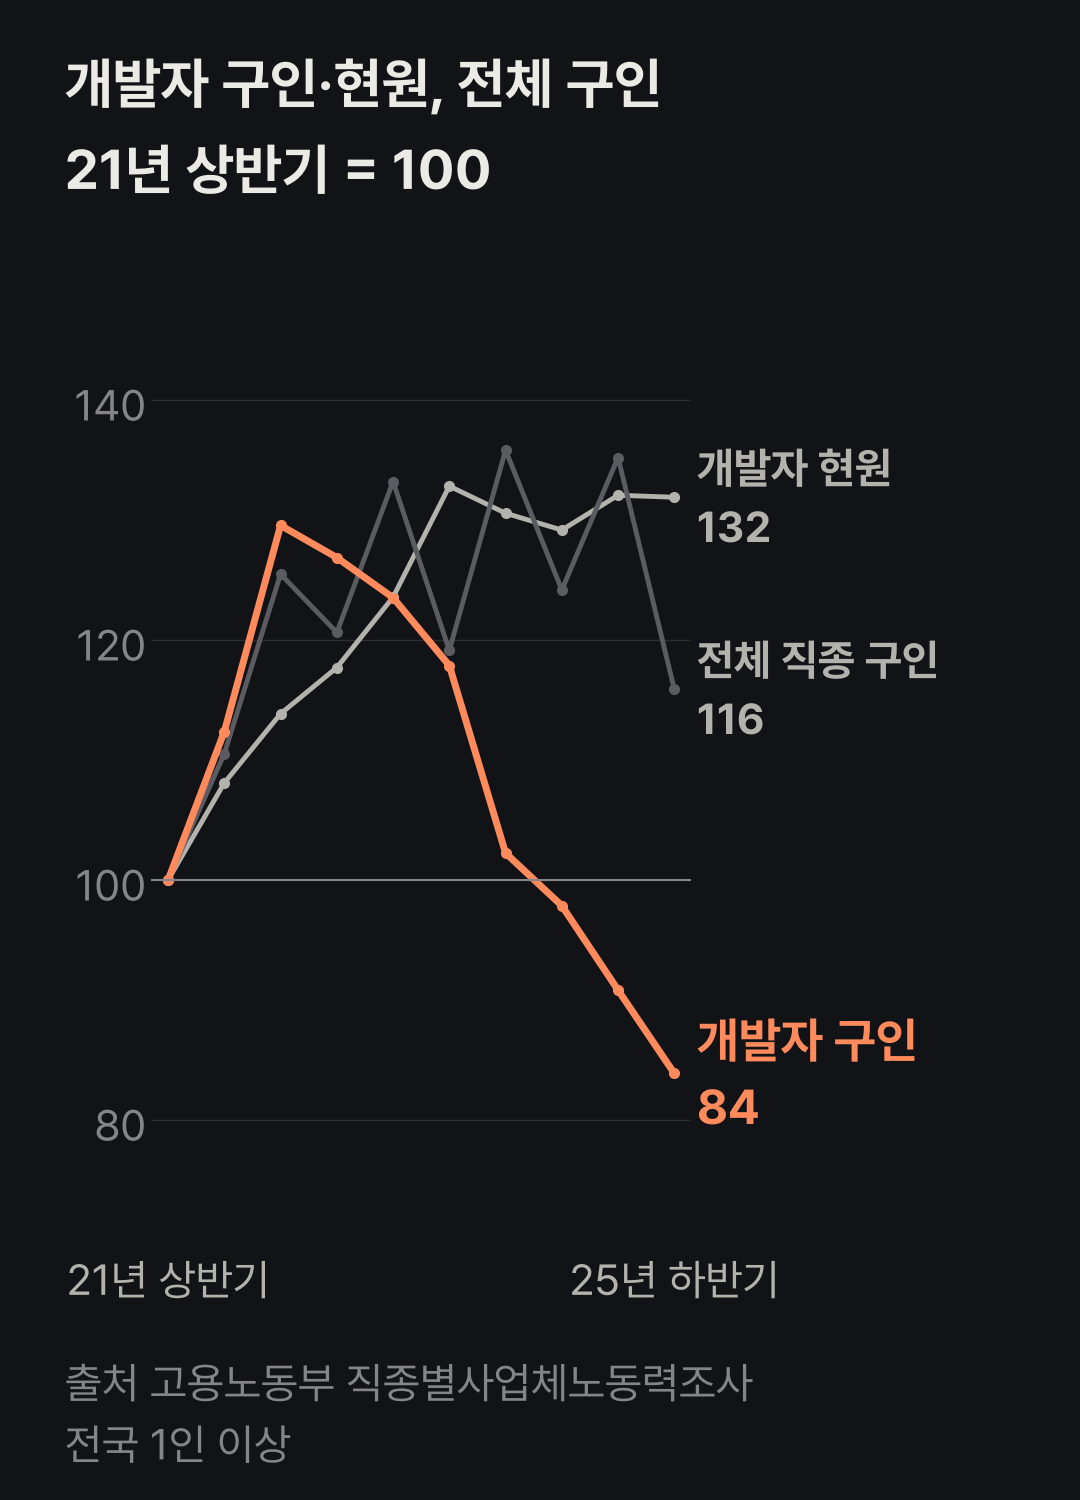 개발자 구인·현원, 전체 구인
21년 상반기 = 100
140
개발자 현원
132
120
전체 직종 구인
116
100
개발자 구인
84
80
21년 상반기 25년 하반기
출처 고용노동부 직종별사업체노동력조사
전국 1인 이상